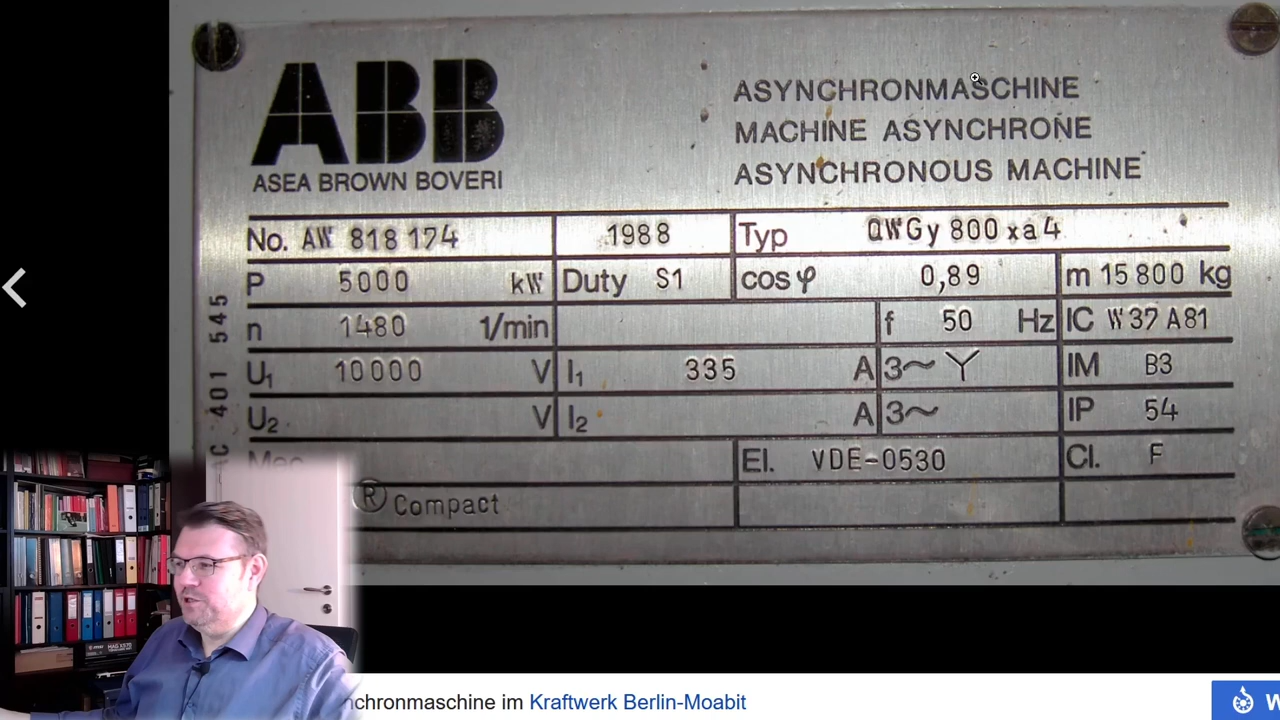 ABB
ASEA BROWN BOVERI
ASYNCHRONMASCHINE
MACHINE ASYNCHRONE
ASYNCHRONOUS MACHINE
No. AW 818 174 1988 Typ QWGy 800 xa 4
P 5000 kW Duty S1 cos φ 0,89 m 15 800 kg
n 1480 1/min f 50 Hz IC W 37 A 81
U1 10000 V I1 335 A 3~ Y IM B3
U2 V I2 A 3~ IP 54
El. VDE-0530 Cl. F
® Compact
401 545
nchronmaschine im Kraftwerk Berlin-Moabit
W